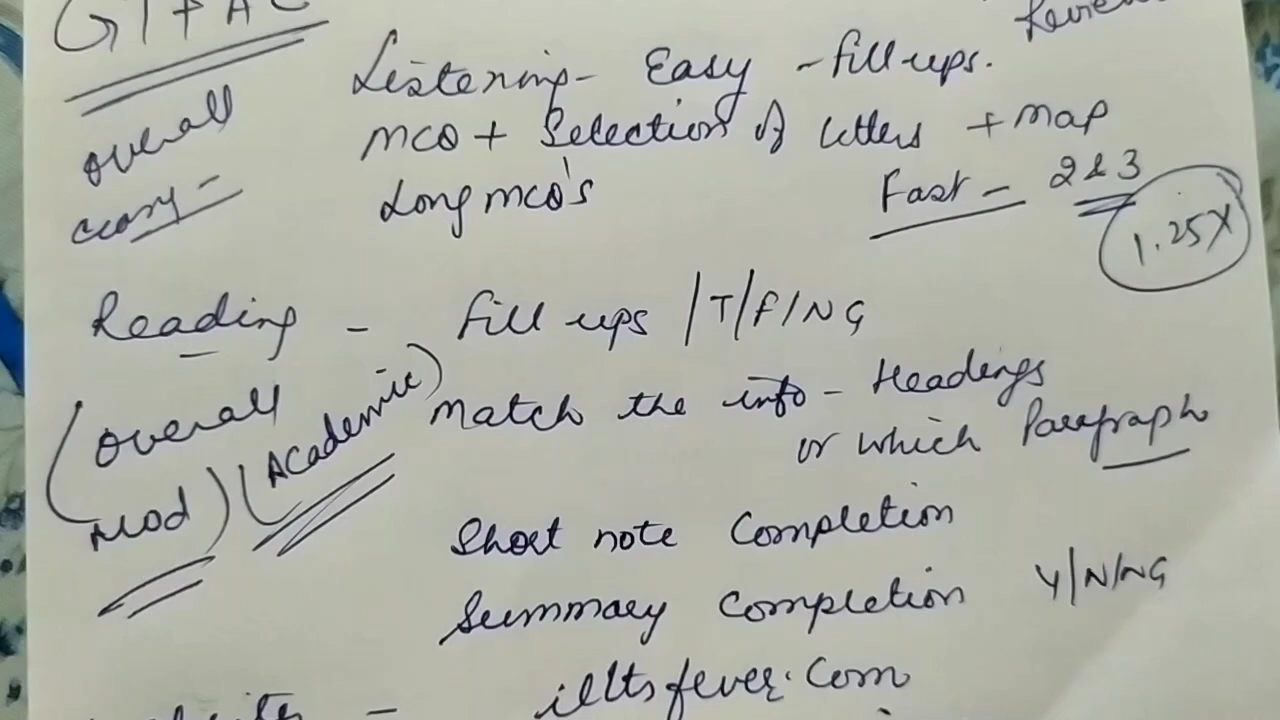 GT + AC
Listening - Easy - fill-ups.
overall easy -
MCQ + Selection of letters + Map
Long MCQ's
Fast - 2 & 3
1.25X
Reading - fill ups / T/F/NG
(overall Mod) (Academic)
Match the info - Headings
or which Paragraph
Short note Completion
Summary Completion Y/N/NG
- ieltsfever.com